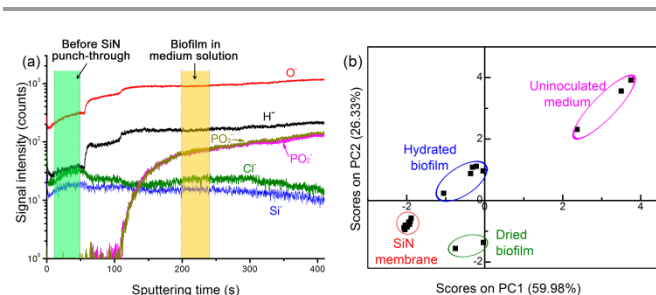 Before SiN
punch-through
Biofilm in
medium solution
(a)
Signal intensity (counts)
10³
10²
10¹
10⁰
O⁻
H⁻
PO₃⁻
PO₂⁻
Cl⁻
Si⁻
0 100 200 300 400
Sputtering time (s)
(b)
Scores on PC2 (26.33%)
4
2
0
-2
Uninoculated
medium
Hydrated
biofilm
SiN
membrane
Dried
biofilm
-2 0 2 4
Scores on PC1 (59.98%)